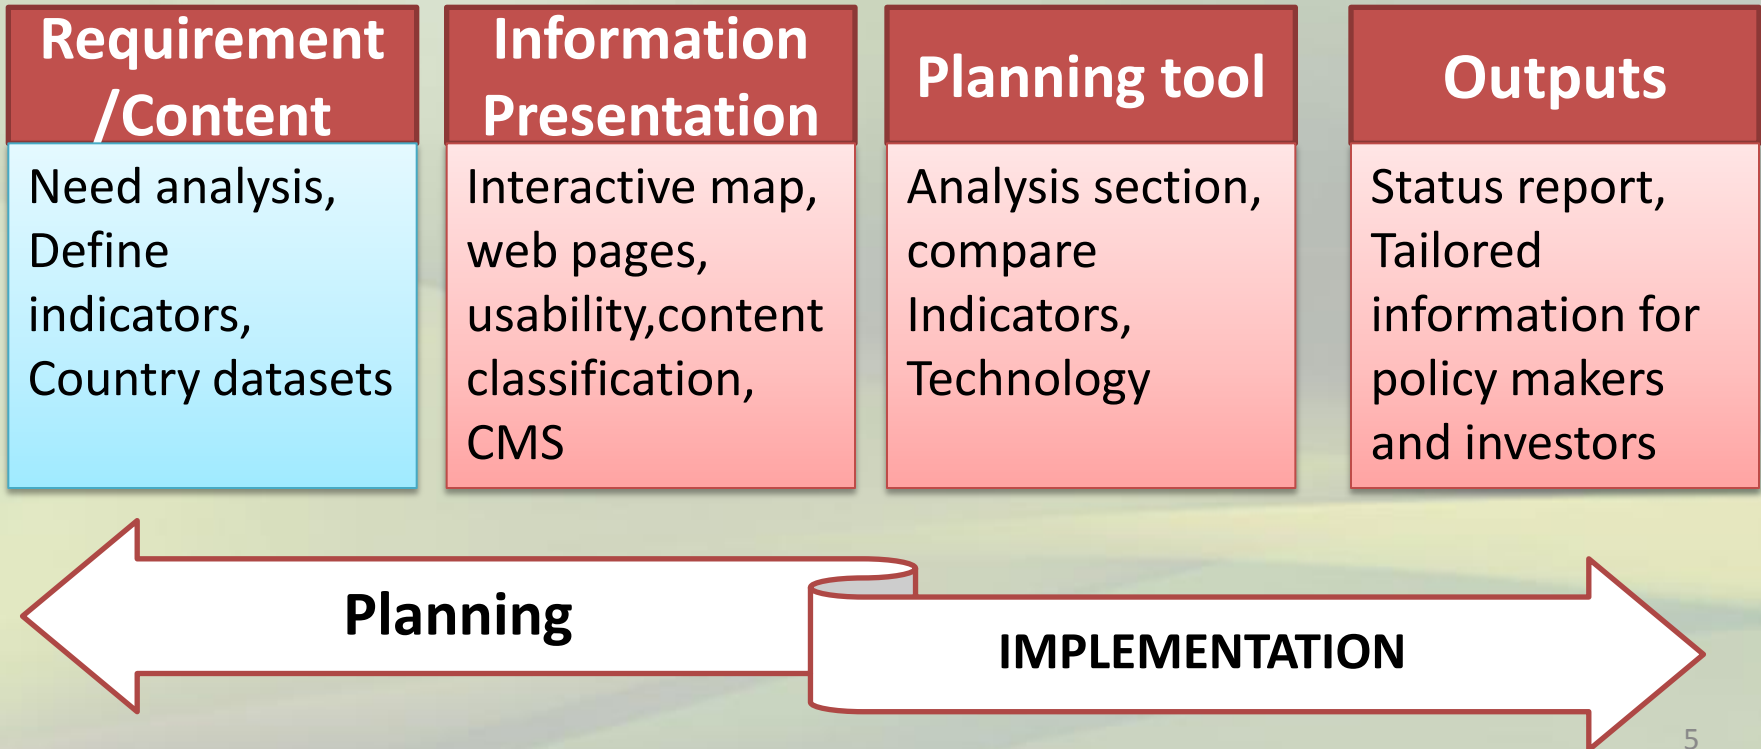 Requirement
/Content
Need analysis,
Define
indicators,
Country datasets
Information
Presentation
Interactive map,
web pages,
usability,content
classification,
CMS
Planning tool
Analysis section,
compare
Indicators,
Technology
Outputs
Status report,
Tailored
information for
policy makers
and investors
Planning
IMPLEMENTATION
5